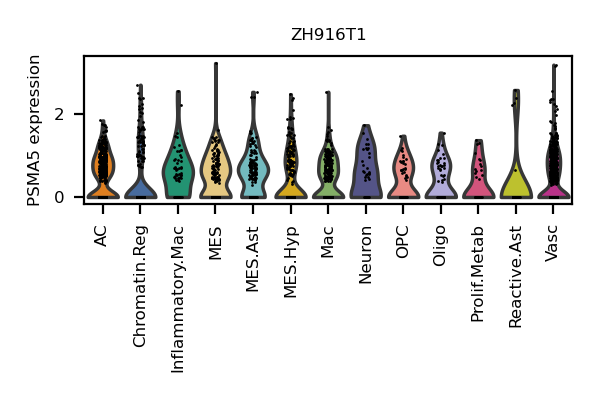 ZH916T1
PSMA5 expression
2
0
AC
Chromatin.Reg
Inflammatory.Mac
MES
MES.Ast
MES.Hyp
Mac
Neuron
OPC
Oligo
Prolif.Metab
Reactive.Ast
Vasc